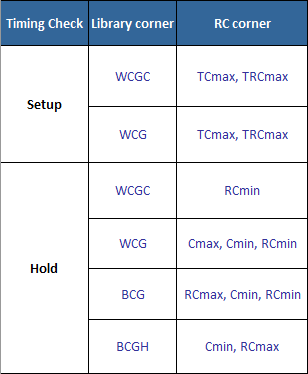 Timing Check Library corner RC corner
Setup
WCGC TCmax, TRCmax
WCG TCmax, TRCmax
Hold
WCGC RCmin
WCG Cmax, Cmin, RCmin
BCG RCmax, Cmin, RCmin
BCGH Cmin, RCmax